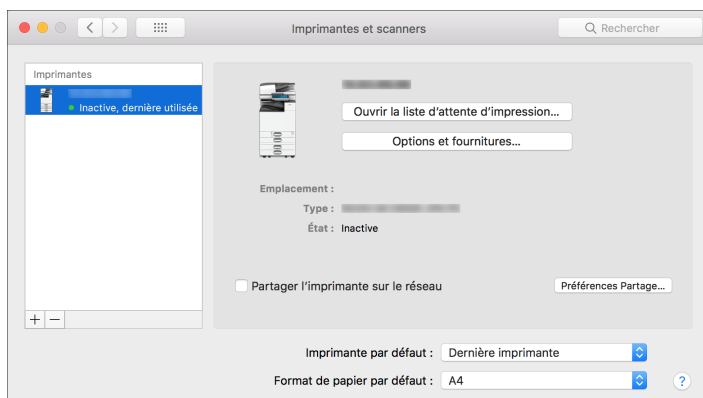 Imprimantes et scanners
Rechercher
Imprimantes
Inactive, dernière utilisée
Ouvrir la liste d'attente d'impression...
Options et fournitures...
Emplacement :
Type :
État : Inactive
Partager l'imprimante sur le réseau
Préférences Partage...
Imprimante par défaut : Dernière imprimante
Format de papier par défaut : A4
?